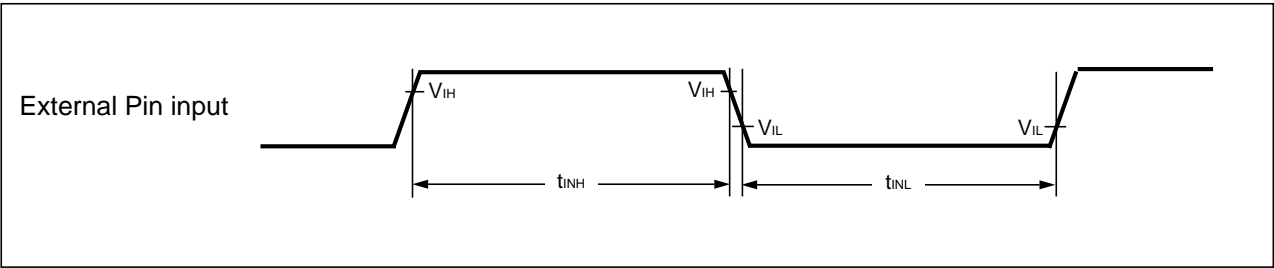 External Pin input
VIH
VIH
VIL
VIL
tINH
tINL